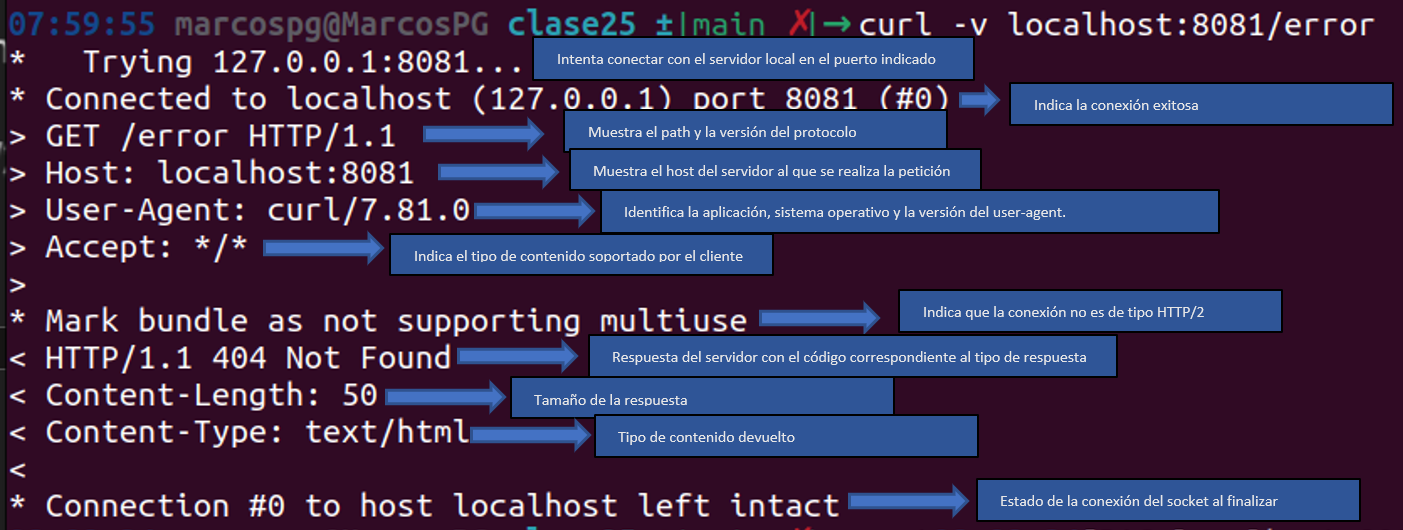 07:59:55 marcospg@MarcosPG clase25 ±|main ✗|→curl -v localhost:8081/error
* Trying 127.0.0.1:8081... Intenta conectar con el servidor local en el puerto indicado
* Connected to localhost (127.0.0.1) port 8081 (#0) Indica la conexión exitosa
> GET /error HTTP/1.1 Muestra el path y la versión del protocolo
> Host: localhost:8081 Muestra el host del servidor al que se realiza la petición
> User-Agent: curl/7.81.0 Identifica la aplicación, sistema operativo y la versión del user-agent.
> Accept: */* Indica el tipo de contenido soportado por el cliente
>
* Mark bundle as not supporting multiuse Indica que la conexión no es de tipo HTTP/2
< HTTP/1.1 404 Not Found Respuesta del servidor con el código correspondiente al tipo de respuesta
< Content-Length: 50 Tamaño de la respuesta
< Content-Type: text/html Tipo de contenido devuelto
<
* Connection #0 to host localhost left intact Estado de la conexión del socket al finalizar